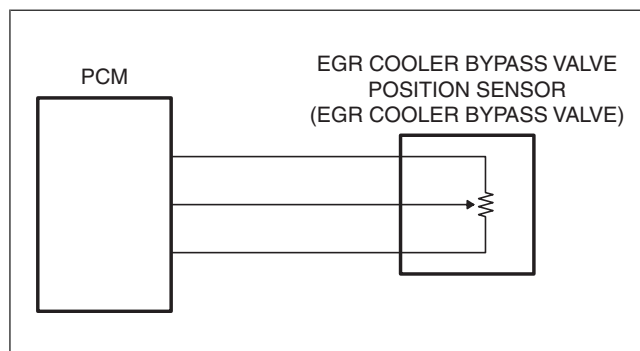 PCM
EGR COOLER BYPASS VALVE
POSITION SENSOR
(EGR COOLER BYPASS VALVE)